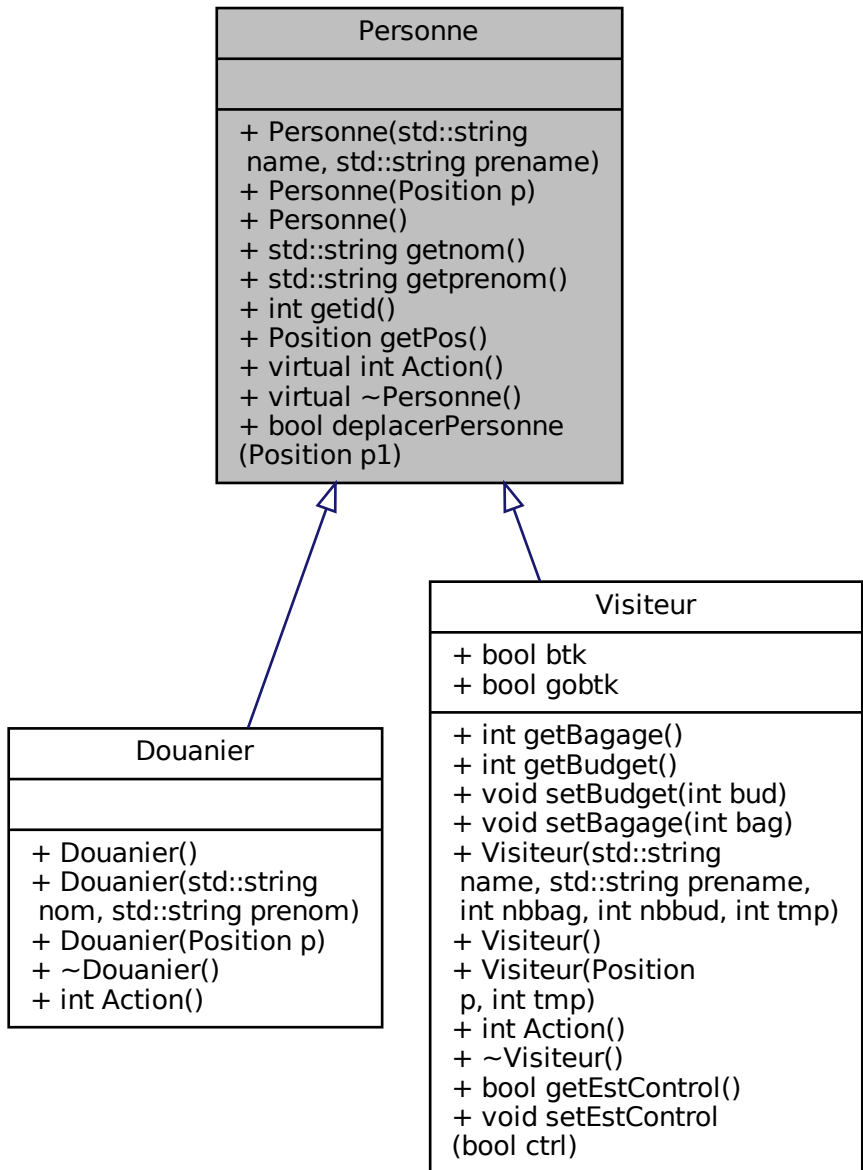 Personne
+ Personne(std::string
name, std::string prename)
+ Personne(Position p)
+ Personne()
+ std::string getnom()
+ std::string getprenom()
+ int getid()
+ Position getPos()
+ virtual int Action()
+ virtual ~Personne()
+ bool deplacerPersonne
(Position p1)
Douanier
+ Douanier()
+ Douanier(std::string
nom, std::string prenom)
+ Douanier(Position p)
+ ~Douanier()
+ int Action()
Visiteur
+ bool btk
+ bool gobtk
+ int getBagage()
+ int getBudget()
+ void setBudget(int bud)
+ void setBagage(int bag)
+ Visiteur(std::string
name, std::string prename,
int nbbag, int nbbud, int tmp)
+ Visiteur()
+ Visiteur(Position
p, int tmp)
+ int Action()
+ ~Visiteur()
+ bool getEstControl()
+ void setEstControl
(bool ctrl)